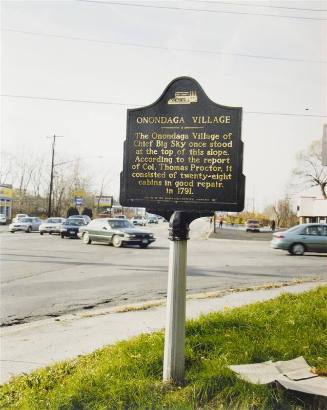 ONONDAGA VILLAGE
The Onondaga Village of
Chief Big Sky once stood
at the top of this slope.
According to the report
of Col. Thomas Proctor, it
consisted of twenty-eight
cabins in good repair.
in 1791.